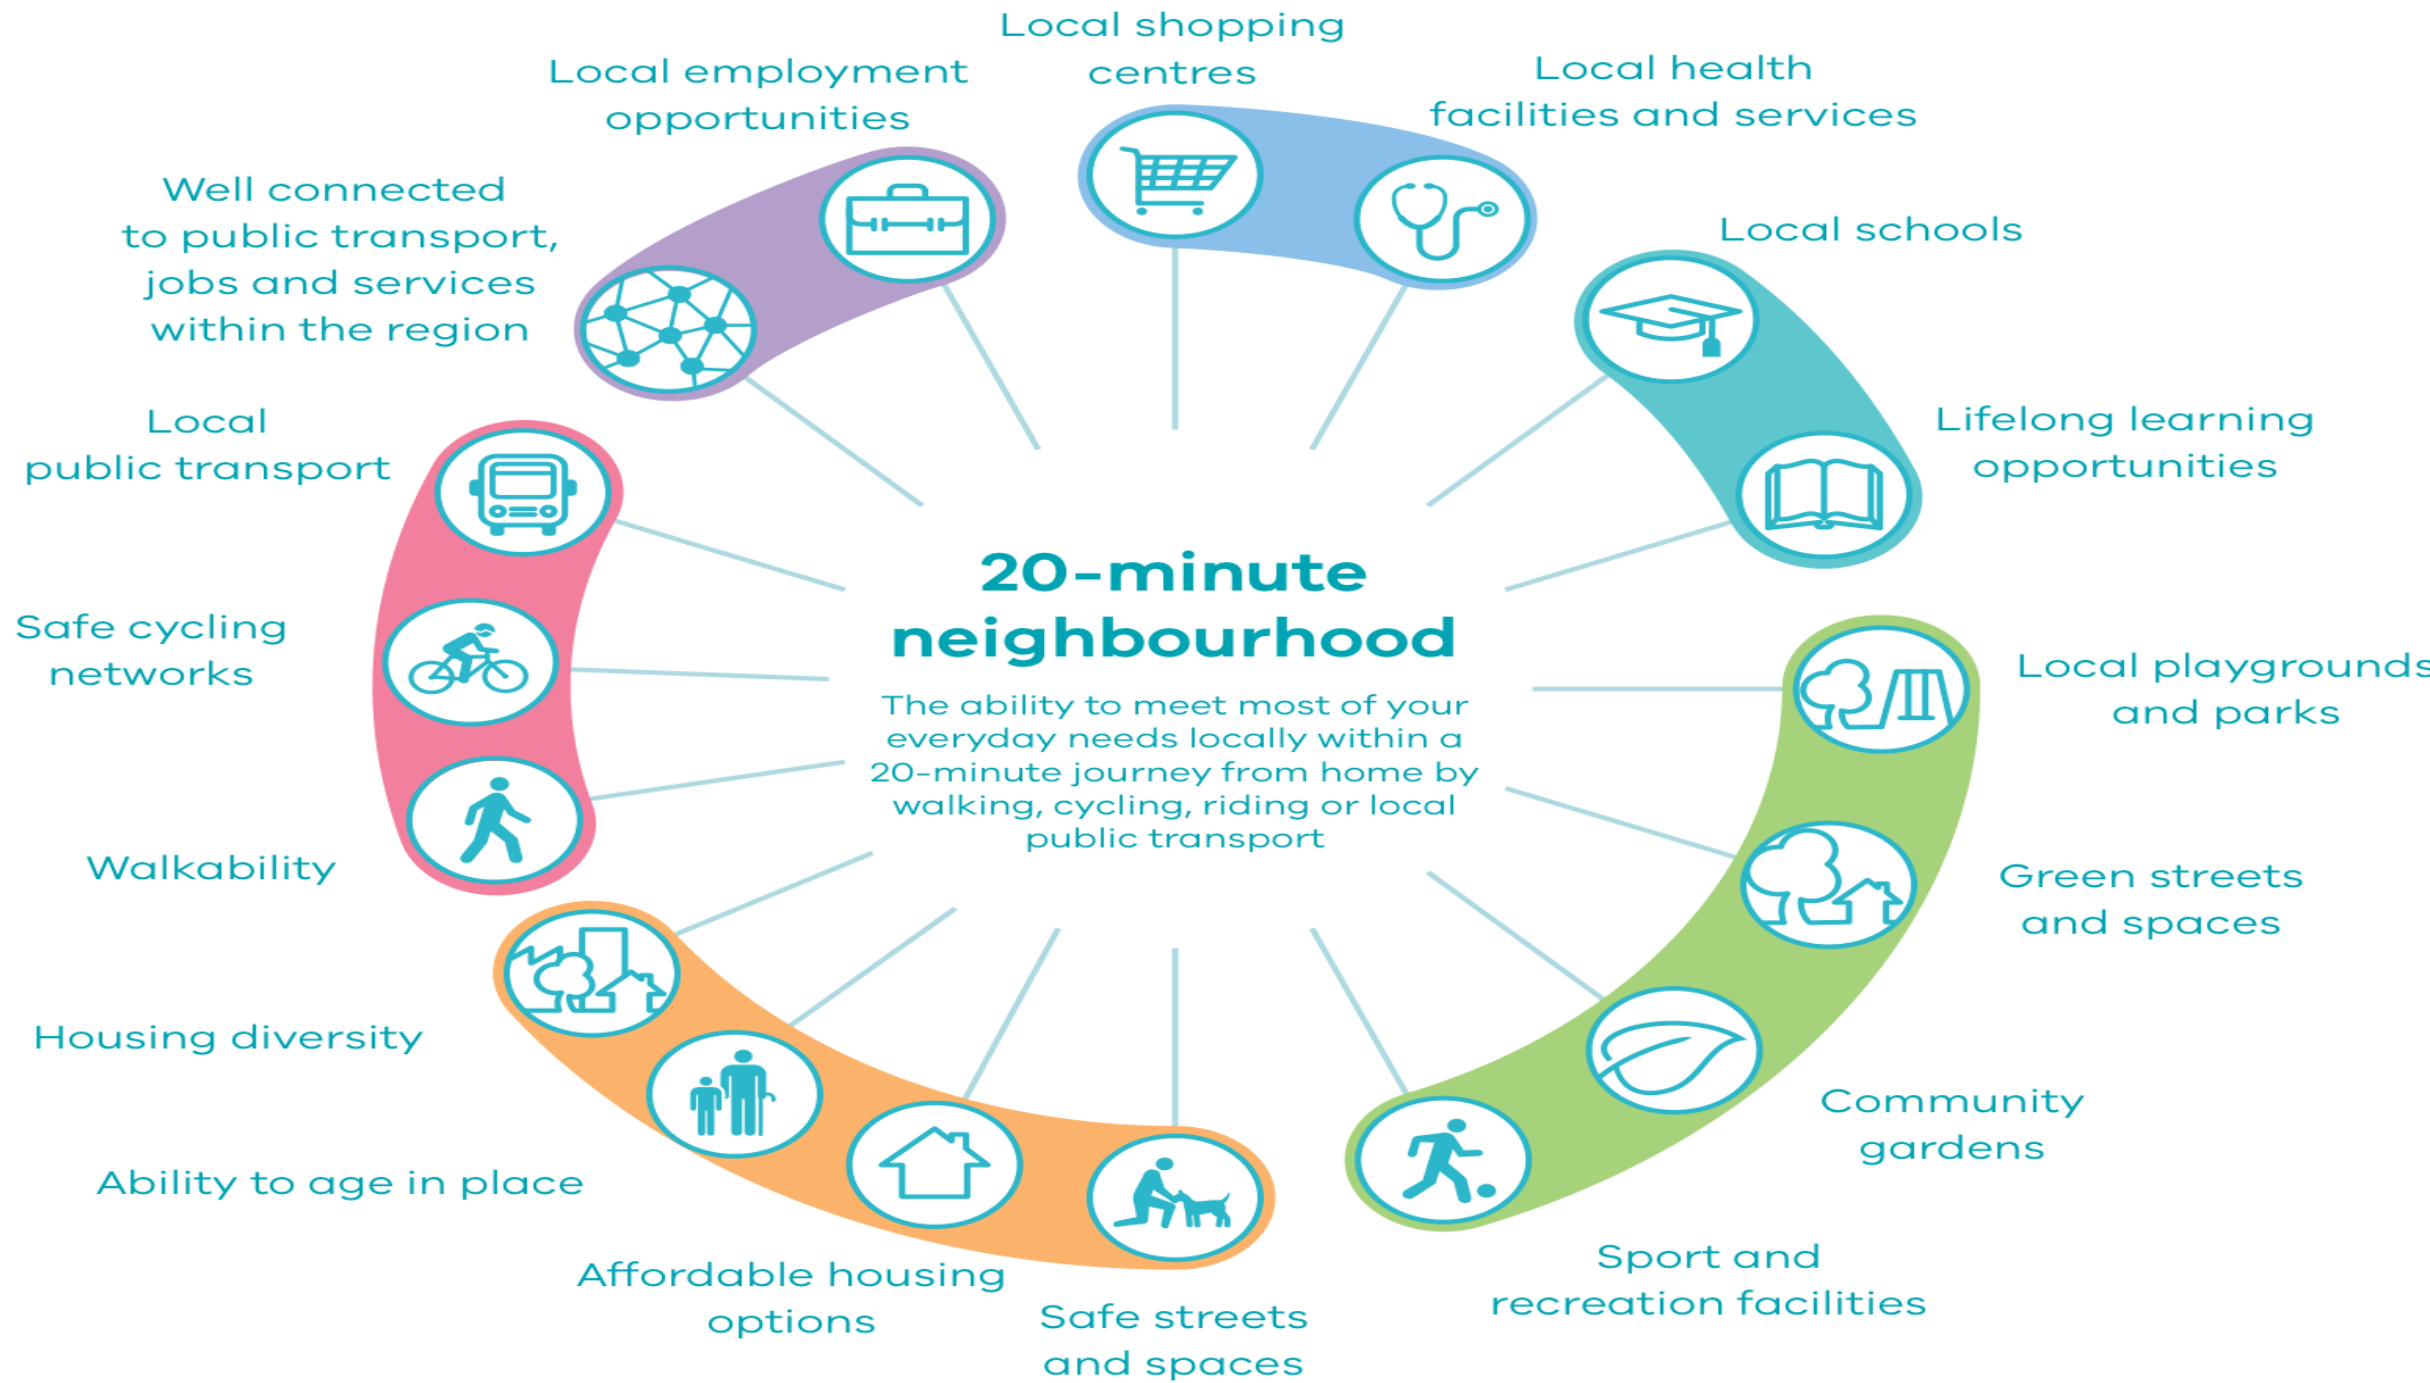 Local shopping
centres
Local health
facilities and services
Local schools
Lifelong learning
opportunities
Local playgrounds
and parks
Green streets
and spaces
Community
gardens
Sport and
recreation facilities
Safe streets
and spaces
Affordable housing
options
Ability to age in place
Housing diversity
Walkability
Safe cycling
networks
Local
public transport
Well connected
to public transport,
jobs and services
within the region
Local employment
opportunities
20-minute
neighbourhood
The ability to meet most of your
everyday needs locally within a
20-minute journey from home by
walking, cycling, riding or local
public transport